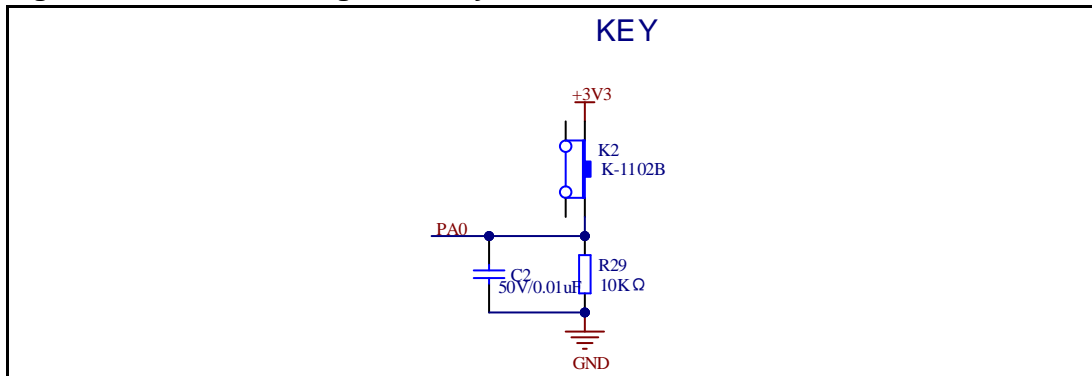 KEY
+3V3
K2
K-1102B
PA0
C2
50V/0.01uF
R29
10KΩ
GND